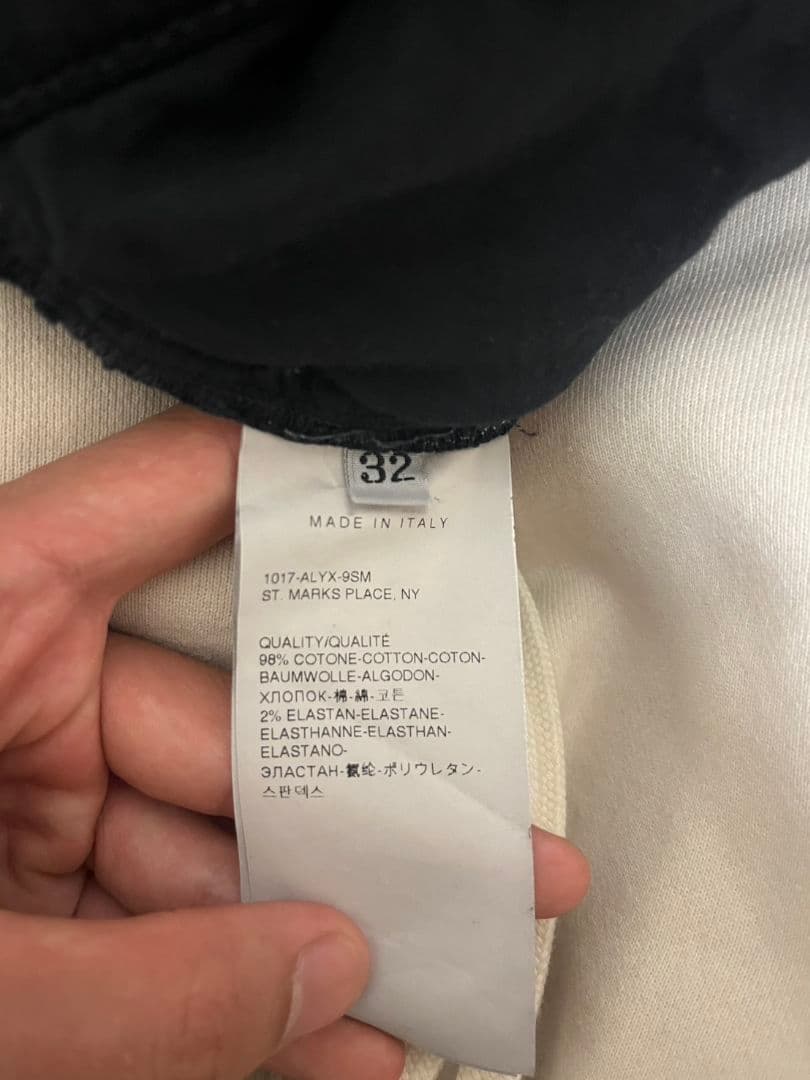 32
MADE IN ITALY
1017-ALYX-9SM
ST. MARKS PLACE, NY
QUALITY/QUALITÉ
98% COTONE-COTTON-COTON-
BAUMWOLLE-ALGODON-
ХЛОПОК-棉-綿-코튼
2% ELASTAN-ELASTANE-
ELASTHANNE-ELASTHAN-
ELASTANO-
ЭЛАСТАН-氨纶-ポリウレタン-
스판덱스